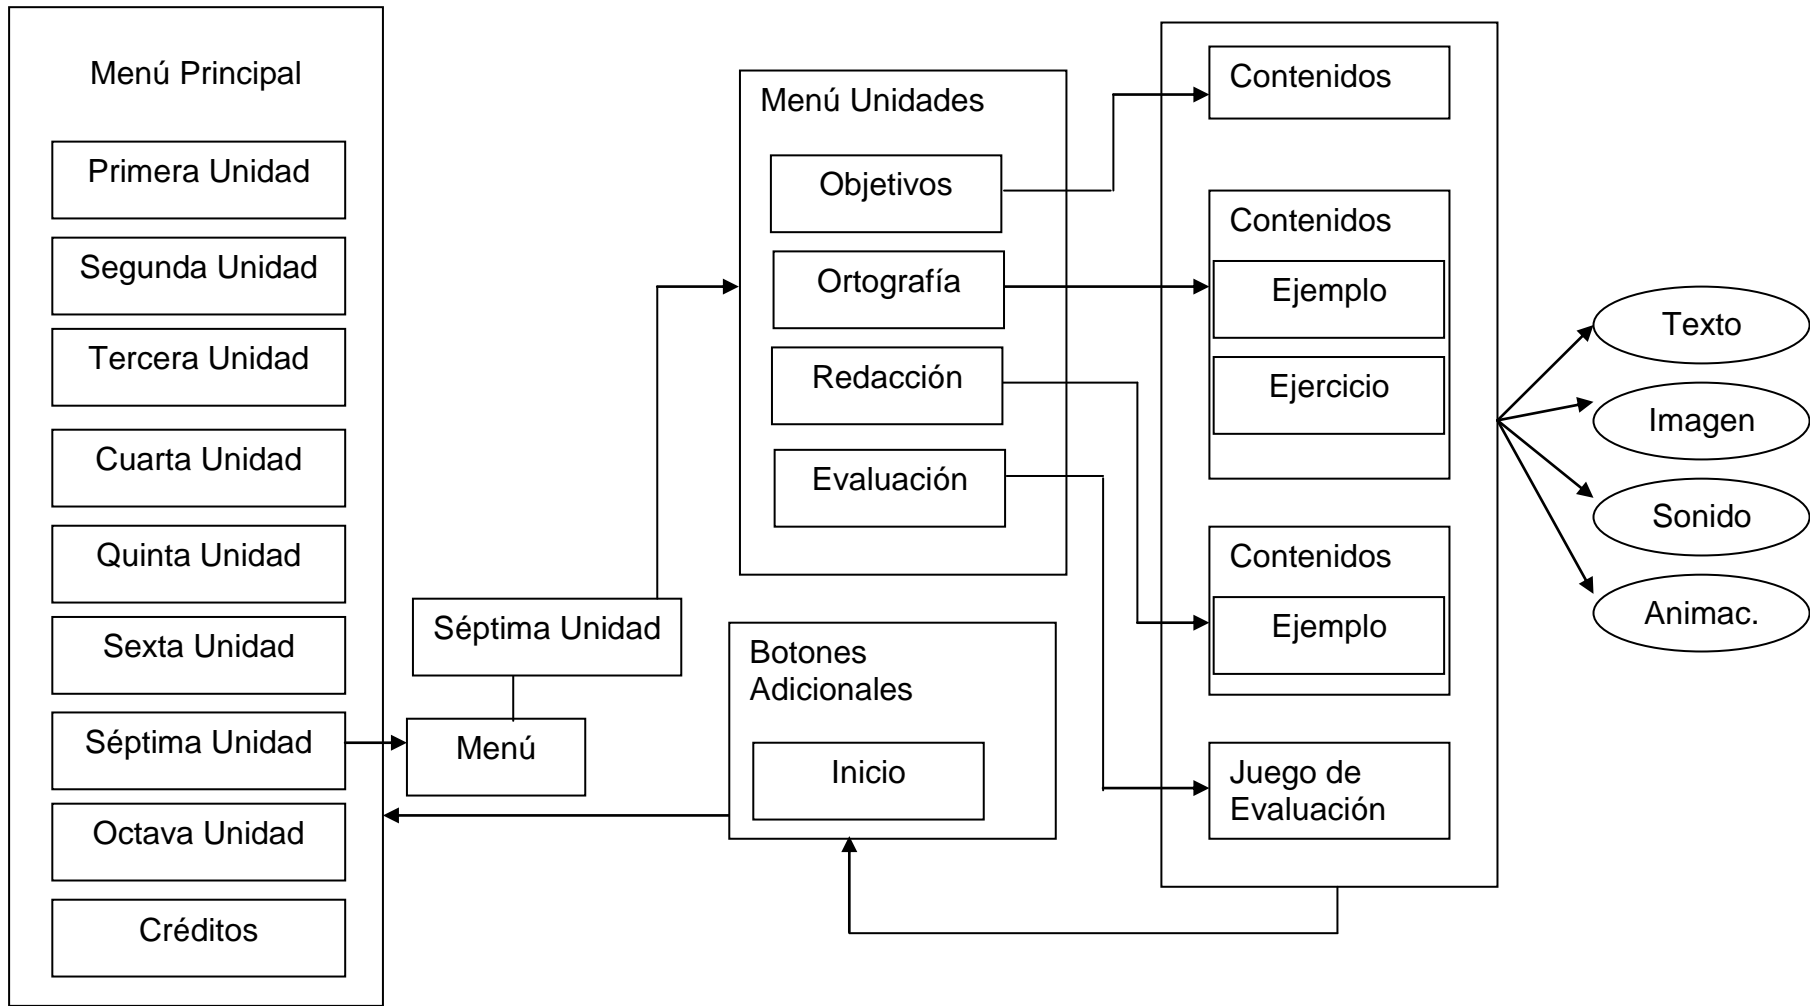 Menú Principal
Primera Unidad
Segunda Unidad
Tercera Unidad
Cuarta Unidad
Quinta Unidad
Sexta Unidad
Séptima Unidad
Octava Unidad
Créditos
Séptima Unidad
Menú
Menú Unidades
Objetivos
Ortografía
Redacción
Evaluación
Botones
Adicionales
Inicio
Contenidos
Contenidos
Ejemplo
Ejercicio
Contenidos
Ejemplo
Juego de
Evaluación
Texto
Imagen
Sonido
Animac.